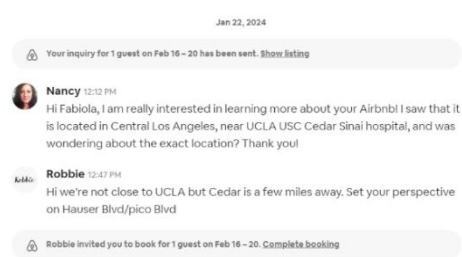 Jan 22, 2024
Your inquiry for 1 guest on Feb 16 – 20 has been sent. Show listing
Nancy 12:12 PM
Hi Fabiola, I am really interested in learning more about your Airbnb! I saw that it
is located in Central Los Angeles, near UCLA USC Cedar Sinai hospital, and was
wondering about the exact location? Thank you!
Robbie
Robbie 12:47 PM
Hi we're not close to UCLA but Cedar is a few miles away. Set your perspective
on Hauser Blvd/pico Blvd
Robbie invited you to book for 1 guest on Feb 16 – 20. Complete booking